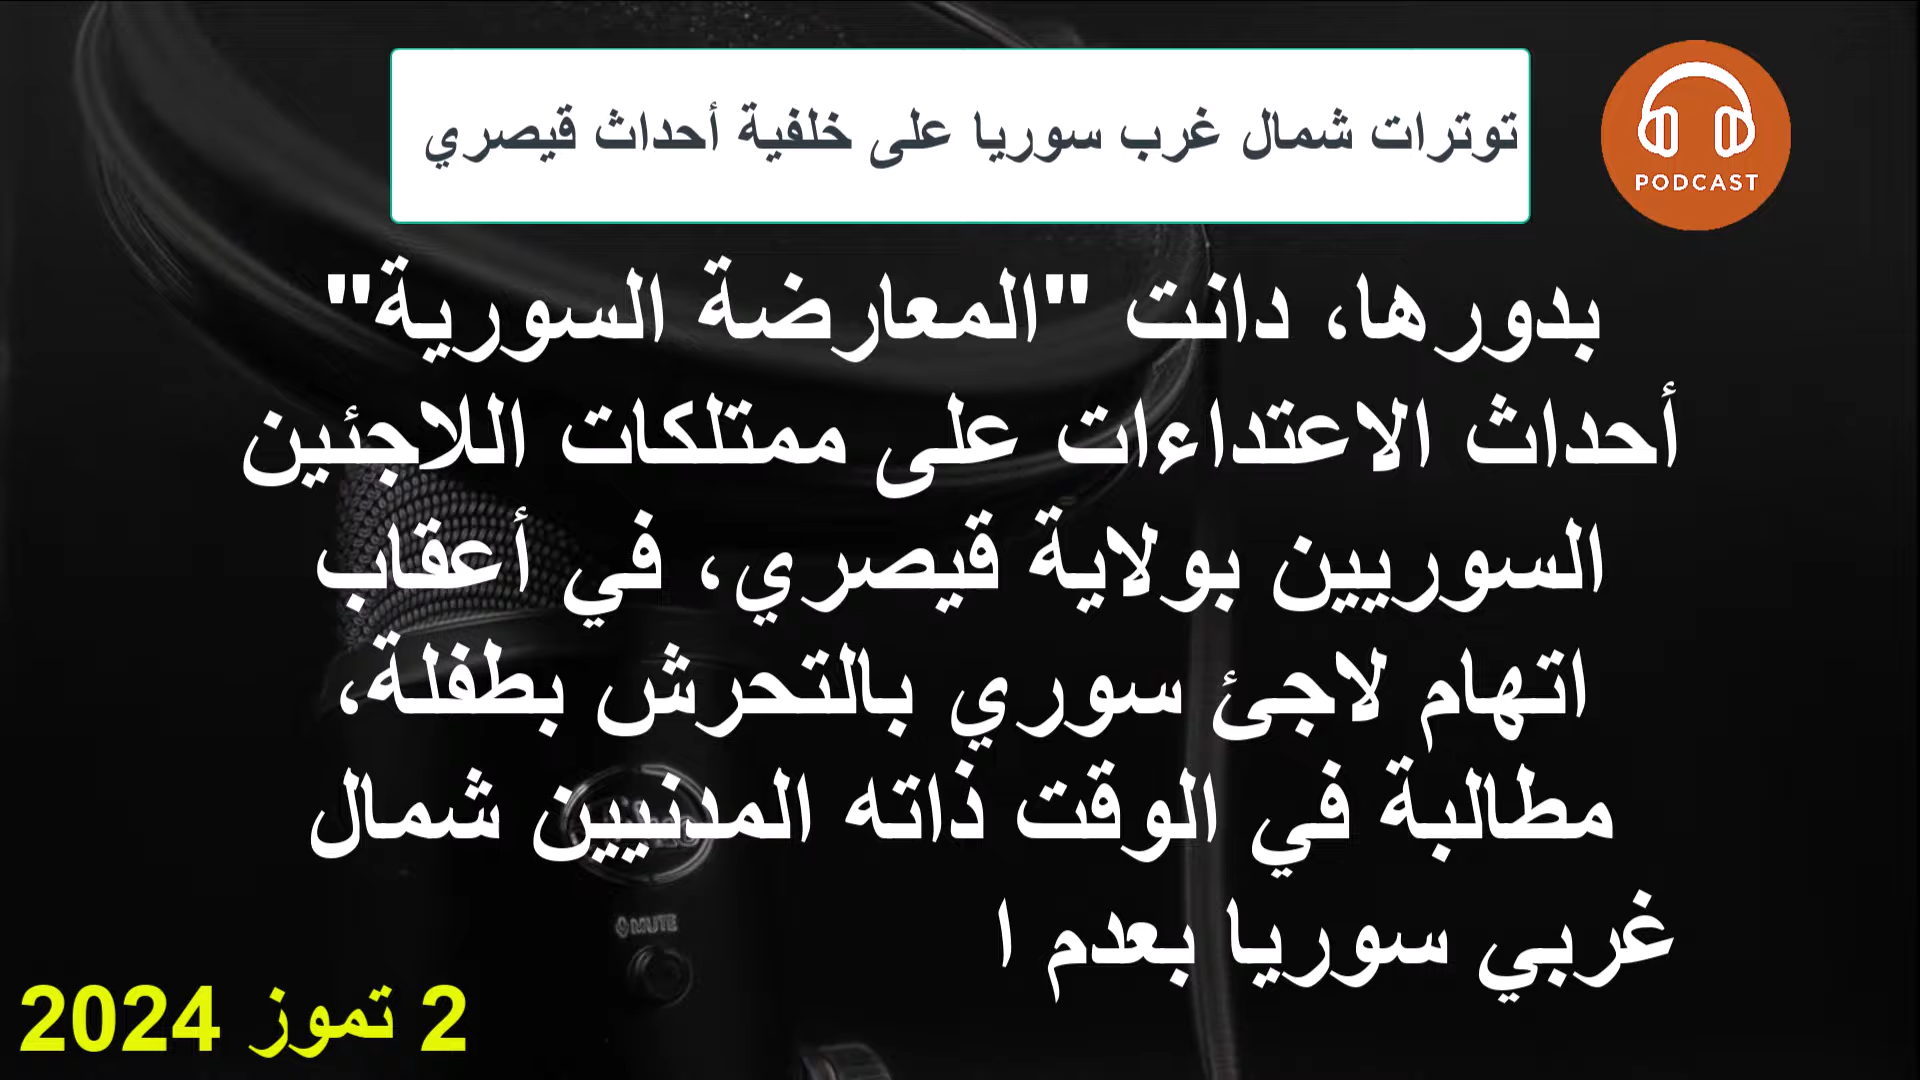 توترات شمال غرب سوريا على خلفية أحداث قيصري
PODCAST
بدورها، دانت "المعارضة السورية"
أحداث الاعتداءات على ممتلكات اللاجئين
السوريين بولاية قيصري، في أعقاب
اتهام لاجئ سوري بالتحرش بطفلة،
مطالبة في الوقت ذاته المدنيين شمال
غربي سوريا بعدم ا
MUTE
2 تموز 2024